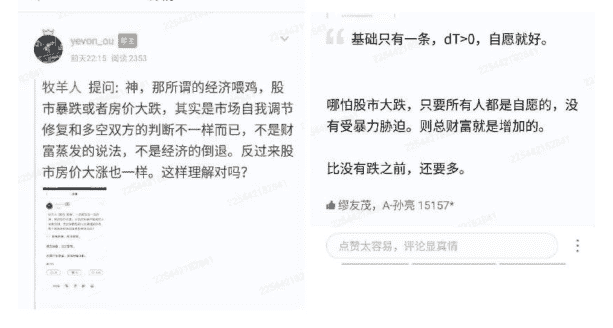 yevon_ou 群主
前天22:15 阅读 2353
牧羊人 提问: 神，那所谓的经济喂鸡，股
市暴跌或者房价大跌，其实是市场自我调节
修复和多空双方的判断不一样而已，不是财
富蒸发的说法，不是经济的倒退。反过来股
市房价大涨也一样。这样理解对吗？
基础只有一条，dT>0，自愿就好。
哪怕股市大跌，只要所有人都是自愿的，没
有受暴力胁迫。则总财富就是增加的。
比没有跌之前，还要多。
缪友茂，A-孙亮 15157*
点赞太容易，评论显真情